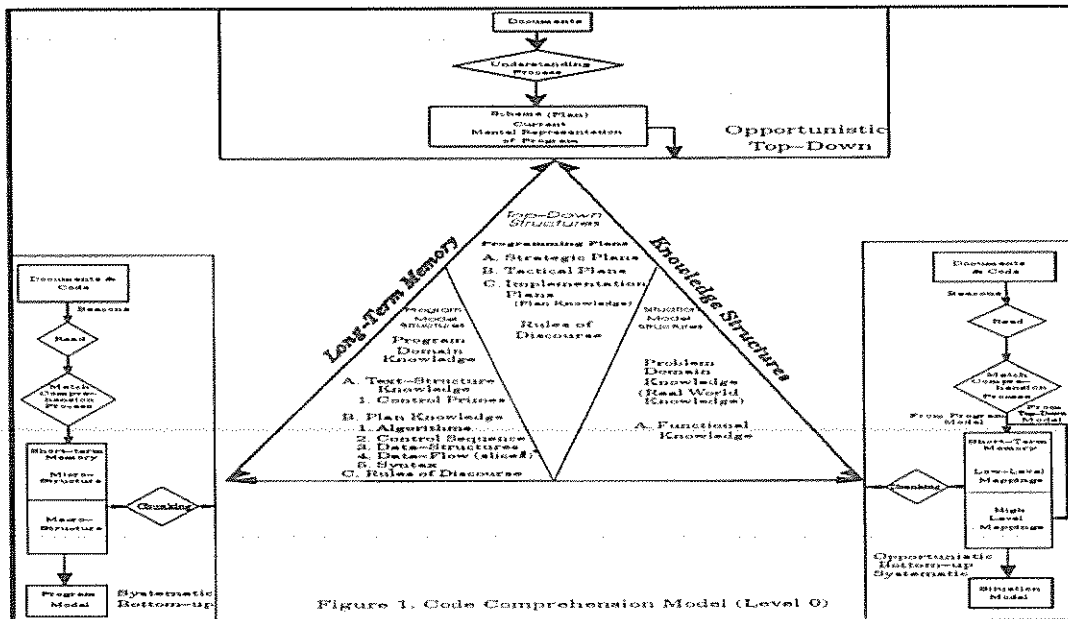 Documents
Understanding
Process
Schema (Plan)
Current
Mental Representation
of Program
Opportunistic
Top-Down
Long-Term Memory
Knowledge Structures
Top-Down
Structures
Programming Plans
A. Strategic Plans
B. Tactical Plans
C. Implementation
Plans
(Plan Knowledge)
Rules of
Discourse
Program
Model
Structures
Program
Domain
Knowledge
A. Text-Structure
Knowledge
1. Control Primes
B. Plan Knowledge
1. Algorithms
2. Control Sequence
3. Data-Structures
4. Data-Flow (slices)
5. Syntax
C. Rules of Discourse
Situation
Model
Structures
Problem
Domain
Knowledge
(Real World
Knowledge)
A. Functional
Knowledge
Documents &
Code
Beacons
Read
Match
Compre-
hension
Process
Short-term
Memory
Micro-
Structure
Macro-
Structure
Chunking
Program
Model
Systematic
Bottom-up
Documents
& Code
Beacons
Read
Match
Compre-
hension
Process
From Program
Model
From
Top-Down
Model
Short-Term
Memory
Low-Level
Mappings
High
Level
Mappings
Chunking
Opportunistic
Bottom-up
Systematic
Situation
Model
Figure 1. Code Comprehension Model (Level 0)